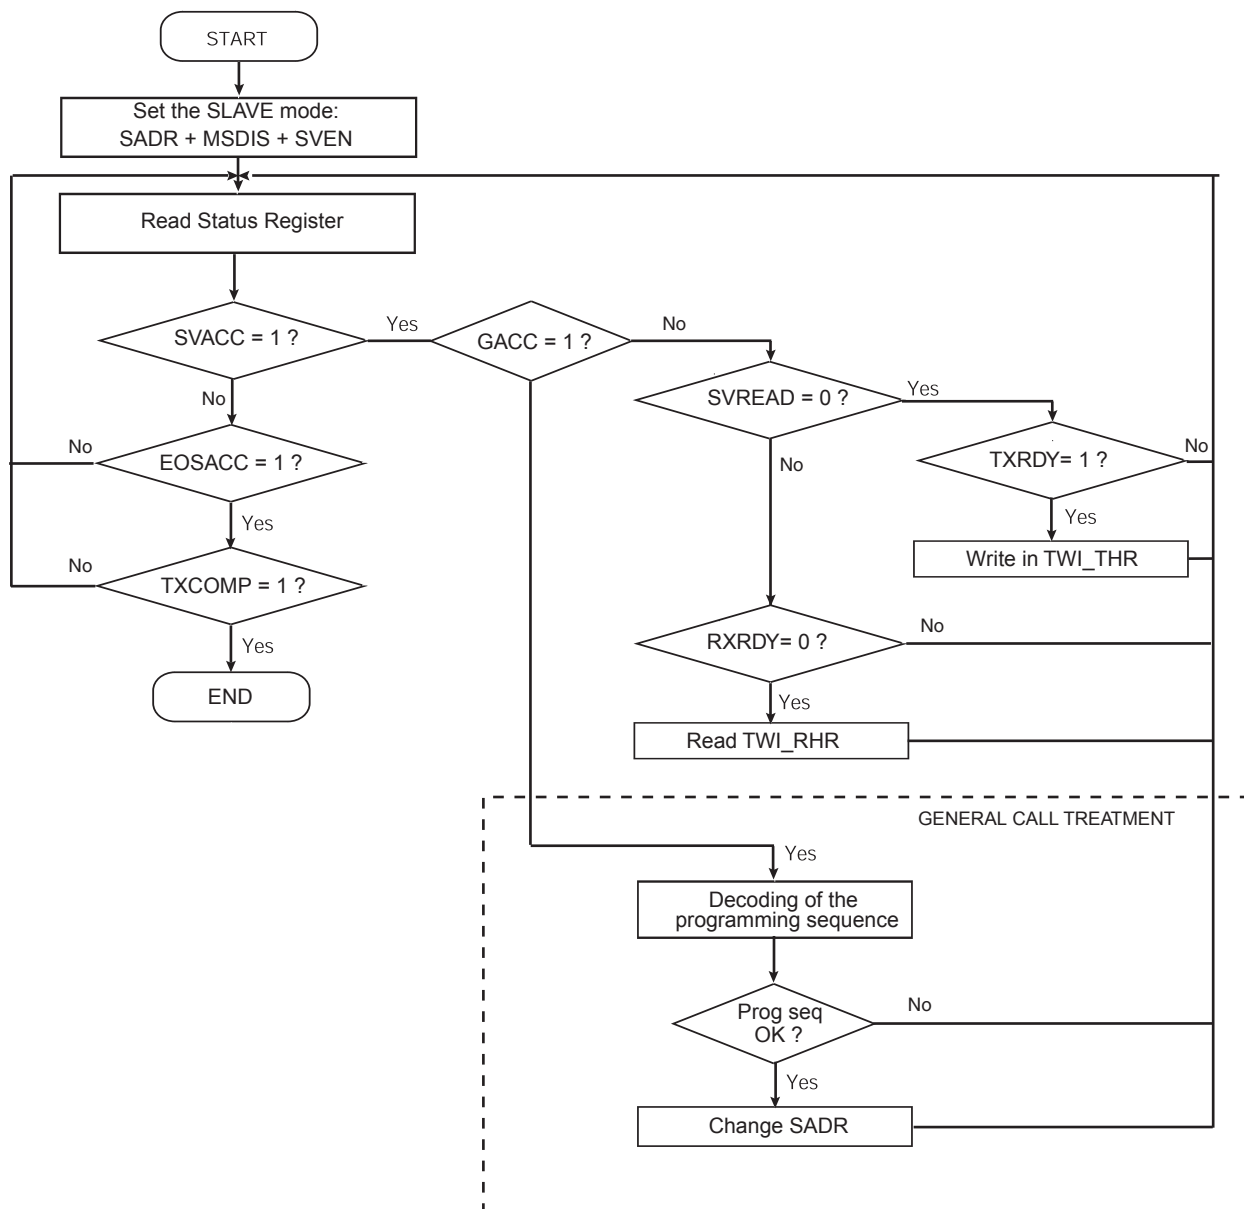 START
Set the SLAVE mode:
SADR + MSDIS + SVEN
Read Status Register
SVACC = 1 ?
Yes
GACC = 1 ?
No
SVREAD = 0 ?
Yes
No
EOSACC = 1 ?
No
No
TXRDY= 1 ?
No
Yes
Yes
Write in TWI_THR
TXCOMP = 1 ?
No
RXRDY= 0 ?
No
Yes
Yes
END
Read TWI_RHR
GENERAL CALL TREATMENT
Yes
Decoding of the
programming sequence
Prog seq
OK ?
No
Yes
Change SADR